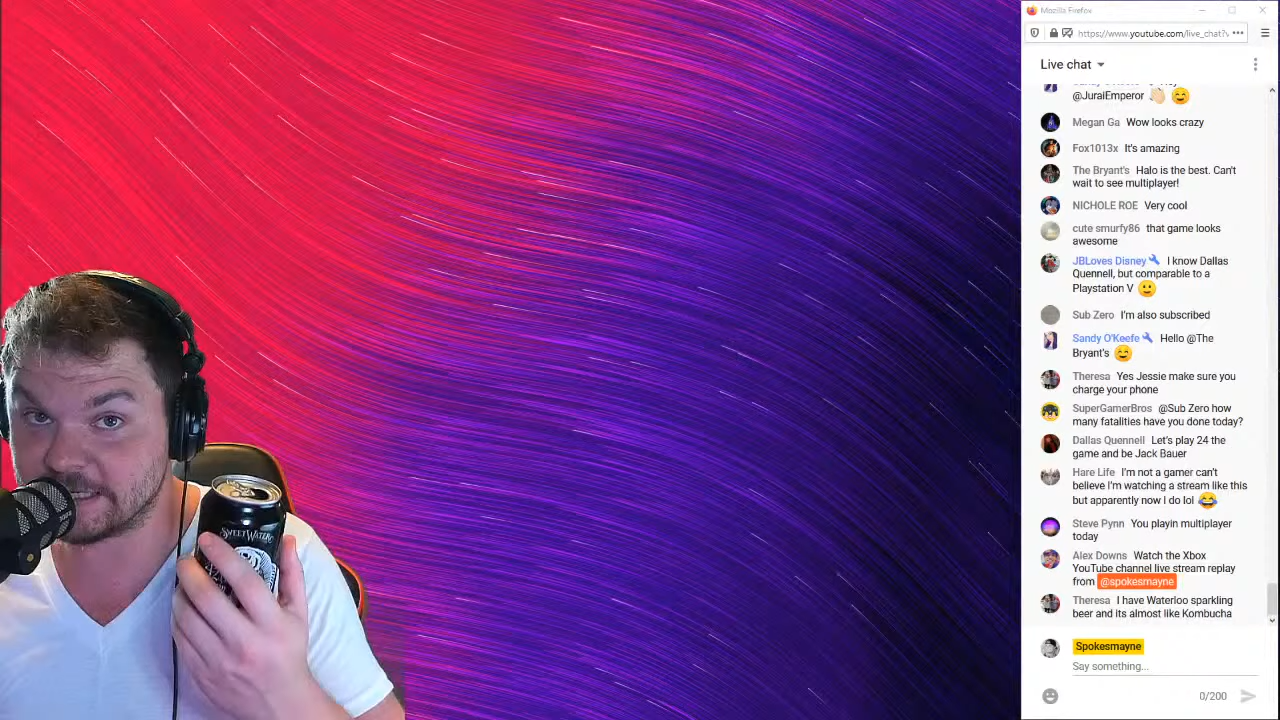 Mozilla Firefox
https://www.youtube.com/live_chat?v
Live chat
@JuraiEmperor
Megan Ga Wow looks crazy
Fox1013x It's amazing
The Bryant's Halo is the best. Can't
wait to see multiplayer!
NICHOLE ROE Very cool
cute smurfy86 that game looks
awesome
JBLoves Disney I know Dallas
Quennell, but comparable to a
Playstation V
Sub Zero I'm also subscribed
Sandy O'Keefe Hello @The
Bryant's
Theresa Yes Jessie make sure you
charge your phone
SuperGamerBros @Sub Zero how
many fatalities have you done today?
Dallas Quennell Let's play 24 the
game and be Jack Bauer
Hare Life I'm not a gamer can't
believe I'm watching a stream like this
but apparently now I do lol
Steve Pynn You playin multiplayer
today
Alex Downs Watch the Xbox
YouTube channel live stream replay
from @spokesmayne
Theresa I have Waterloo sparkling
beer and its almost like Kombucha
Spokesmayne
Say something...
0/200
SWEETWATER